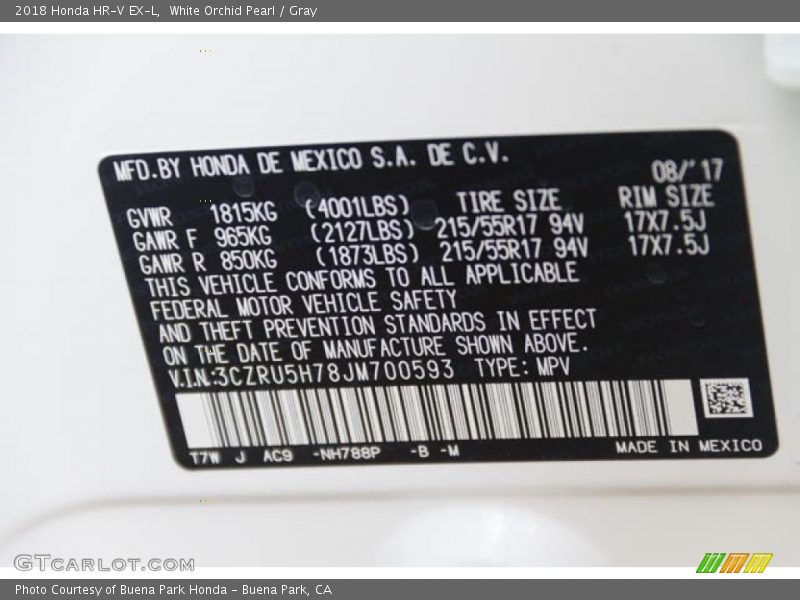 2018 Honda HR-V EX-L, White Orchid Pearl / Gray
MFD.BY HONDA DE MEXICO S.A. DE C.V.
08/'17
GVWR 1815KG (4001LBS) TIRE SIZE RIM SIZE
GAWR F 965KG (2127LBS) 215/55R17 94V 17X7.5J
GAWR R 850KG (1873LBS) 215/55R17 94V 17X7.5J
THIS VEHICLE CONFORMS TO ALL APPLICABLE
FEDERAL MOTOR VEHICLE SAFETY
AND THEFT PREVENTION STANDARDS IN EFFECT
ON THE DATE OF MANUFACTURE SHOWN ABOVE.
V.I.N.:3CZRU5H78JM700593 TYPE: MPV
T7W J AC9 -NH788P -B -M MADE IN MEXICO
GTCARLOT.COM
Photo Courtesy of Buena Park Honda - Buena Park, CA